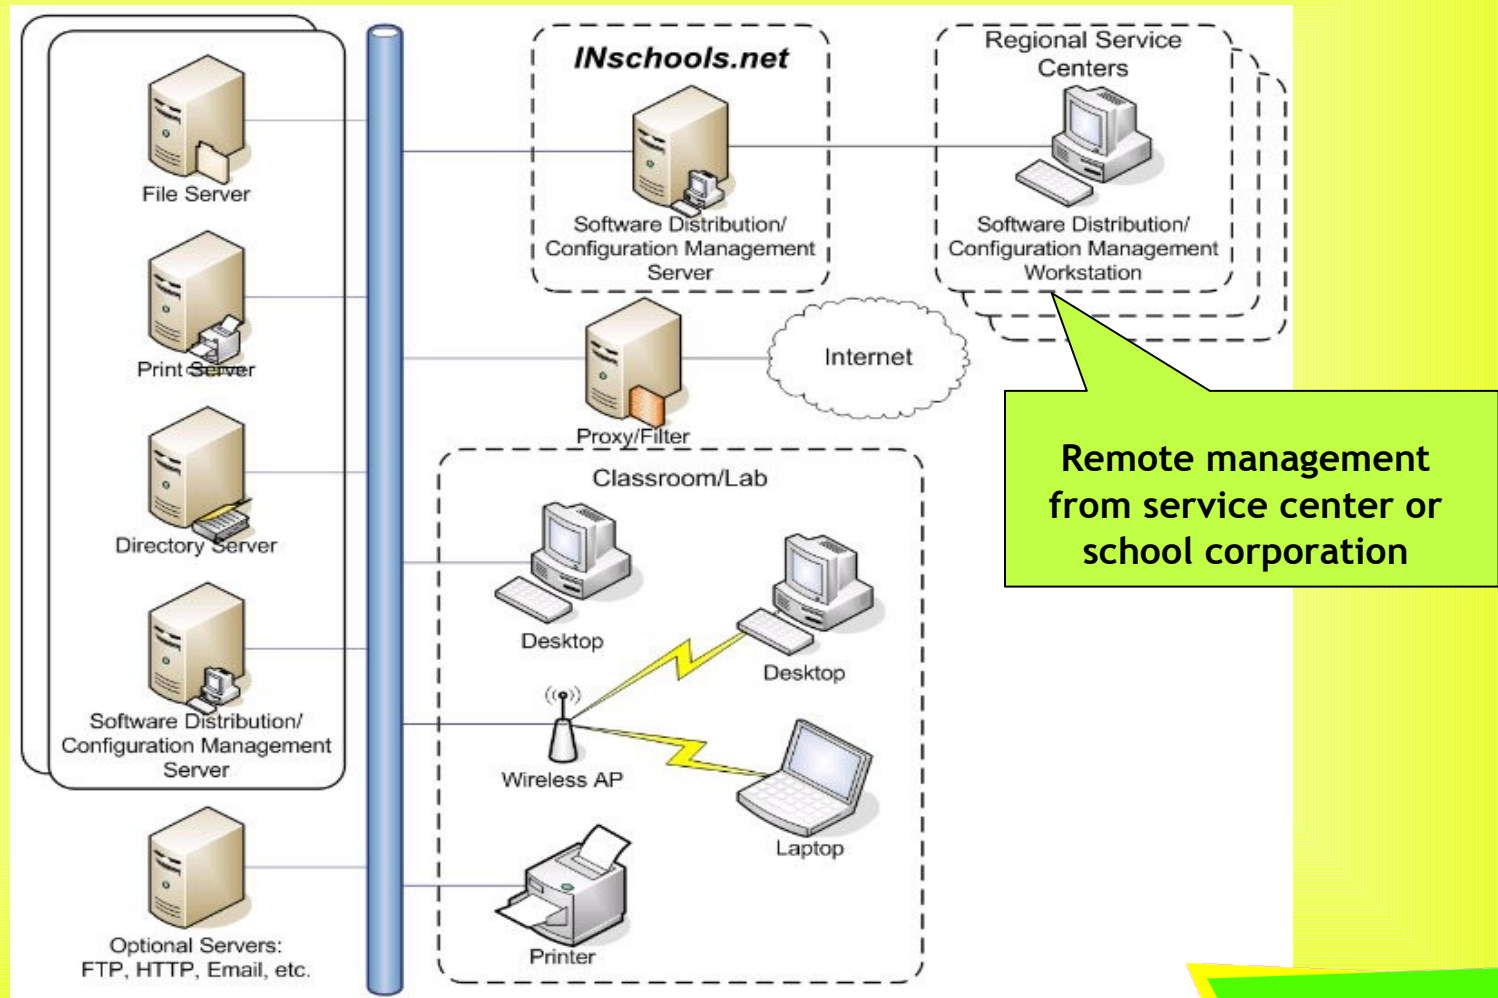 File Server
Print Server
Directory Server
Software Distribution/
Configuration Management
Server
Optional Servers:
FTP, HTTP, Email, etc.
INschools.net
Software Distribution/
Configuration Management
Server
Regional Service
Centers
Software Distribution/
Configuration Management
Workstation
Proxy/Filter
Internet
Remote management
from service center or
school corporation
Classroom/Lab
Desktop
Desktop
Wireless AP
Laptop
Printer